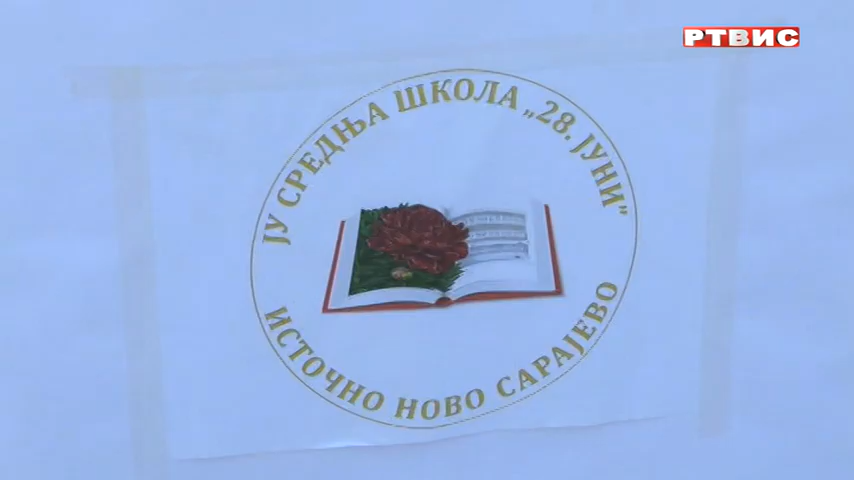 РТВИС
ЈУ СРЕДЊА ШКОЛА „28. ЈУНИ”
ИСТОЧНО НОВО САРАЈЕВО